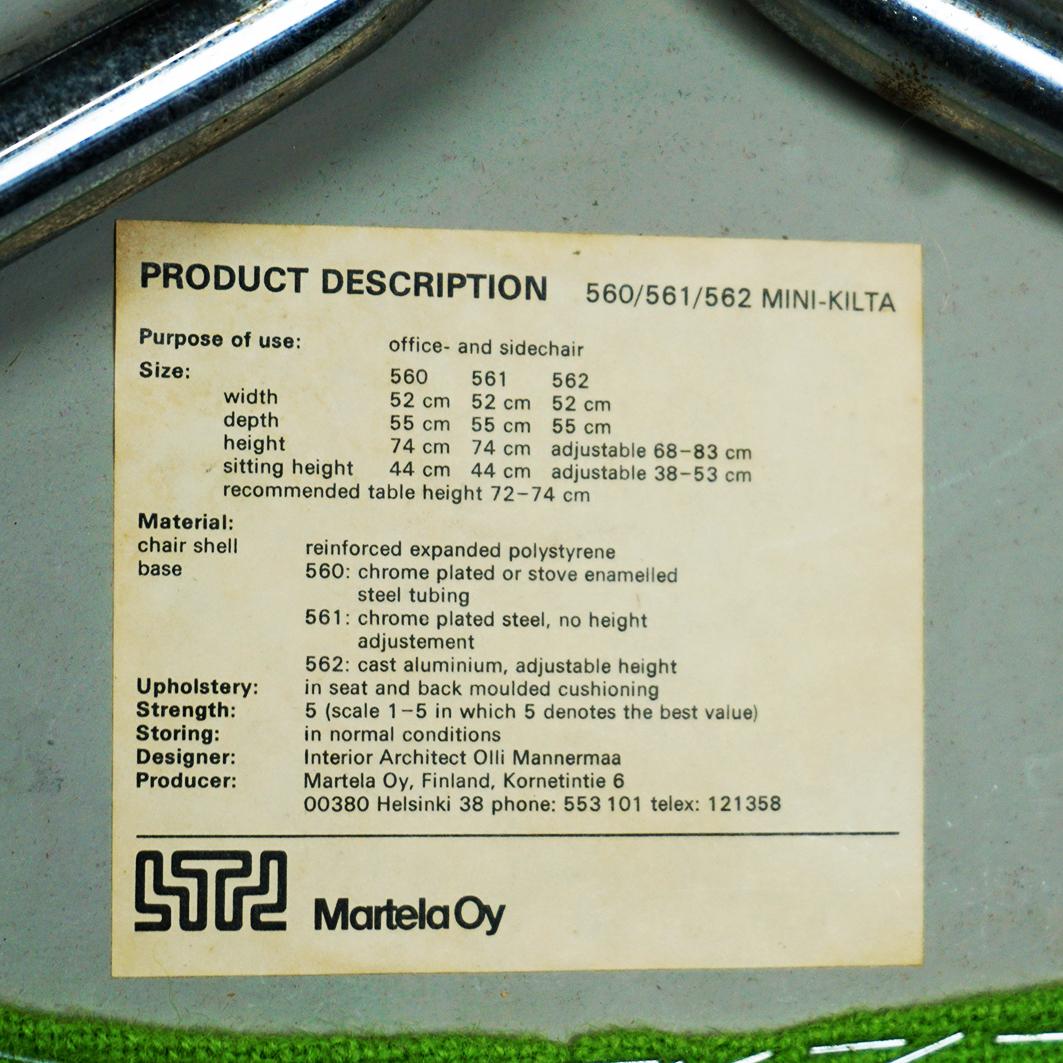 PRODUCT DESCRIPTION 560/561/562 MINI-KILTA
Purpose of use: office- and sidechair
Size: 560 561 562
width 52 cm 52 cm 52 cm
depth 55 cm 55 cm 55 cm
height 74 cm 74 cm adjustable 68-83 cm
sitting height 44 cm 44 cm adjustable 38-53 cm
recommended table height 72-74 cm
Material:
chair shell reinforced expanded polystyrene
base 560: chrome plated or stove enamelled
steel tubing
561: chrome plated steel, no height
adjustement
562: cast aluminium, adjustable height
Upholstery: in seat and back moulded cushioning
Strength: 5 (scale 1-5 in which 5 denotes the best value)
Storing: in normal conditions
Designer: Interior Architect Olli Mannermaa
Producer: Martela Oy, Finland, Kornetintie 6
00380 Helsinki 38 phone: 553 101 telex: 121358
Martela Oy